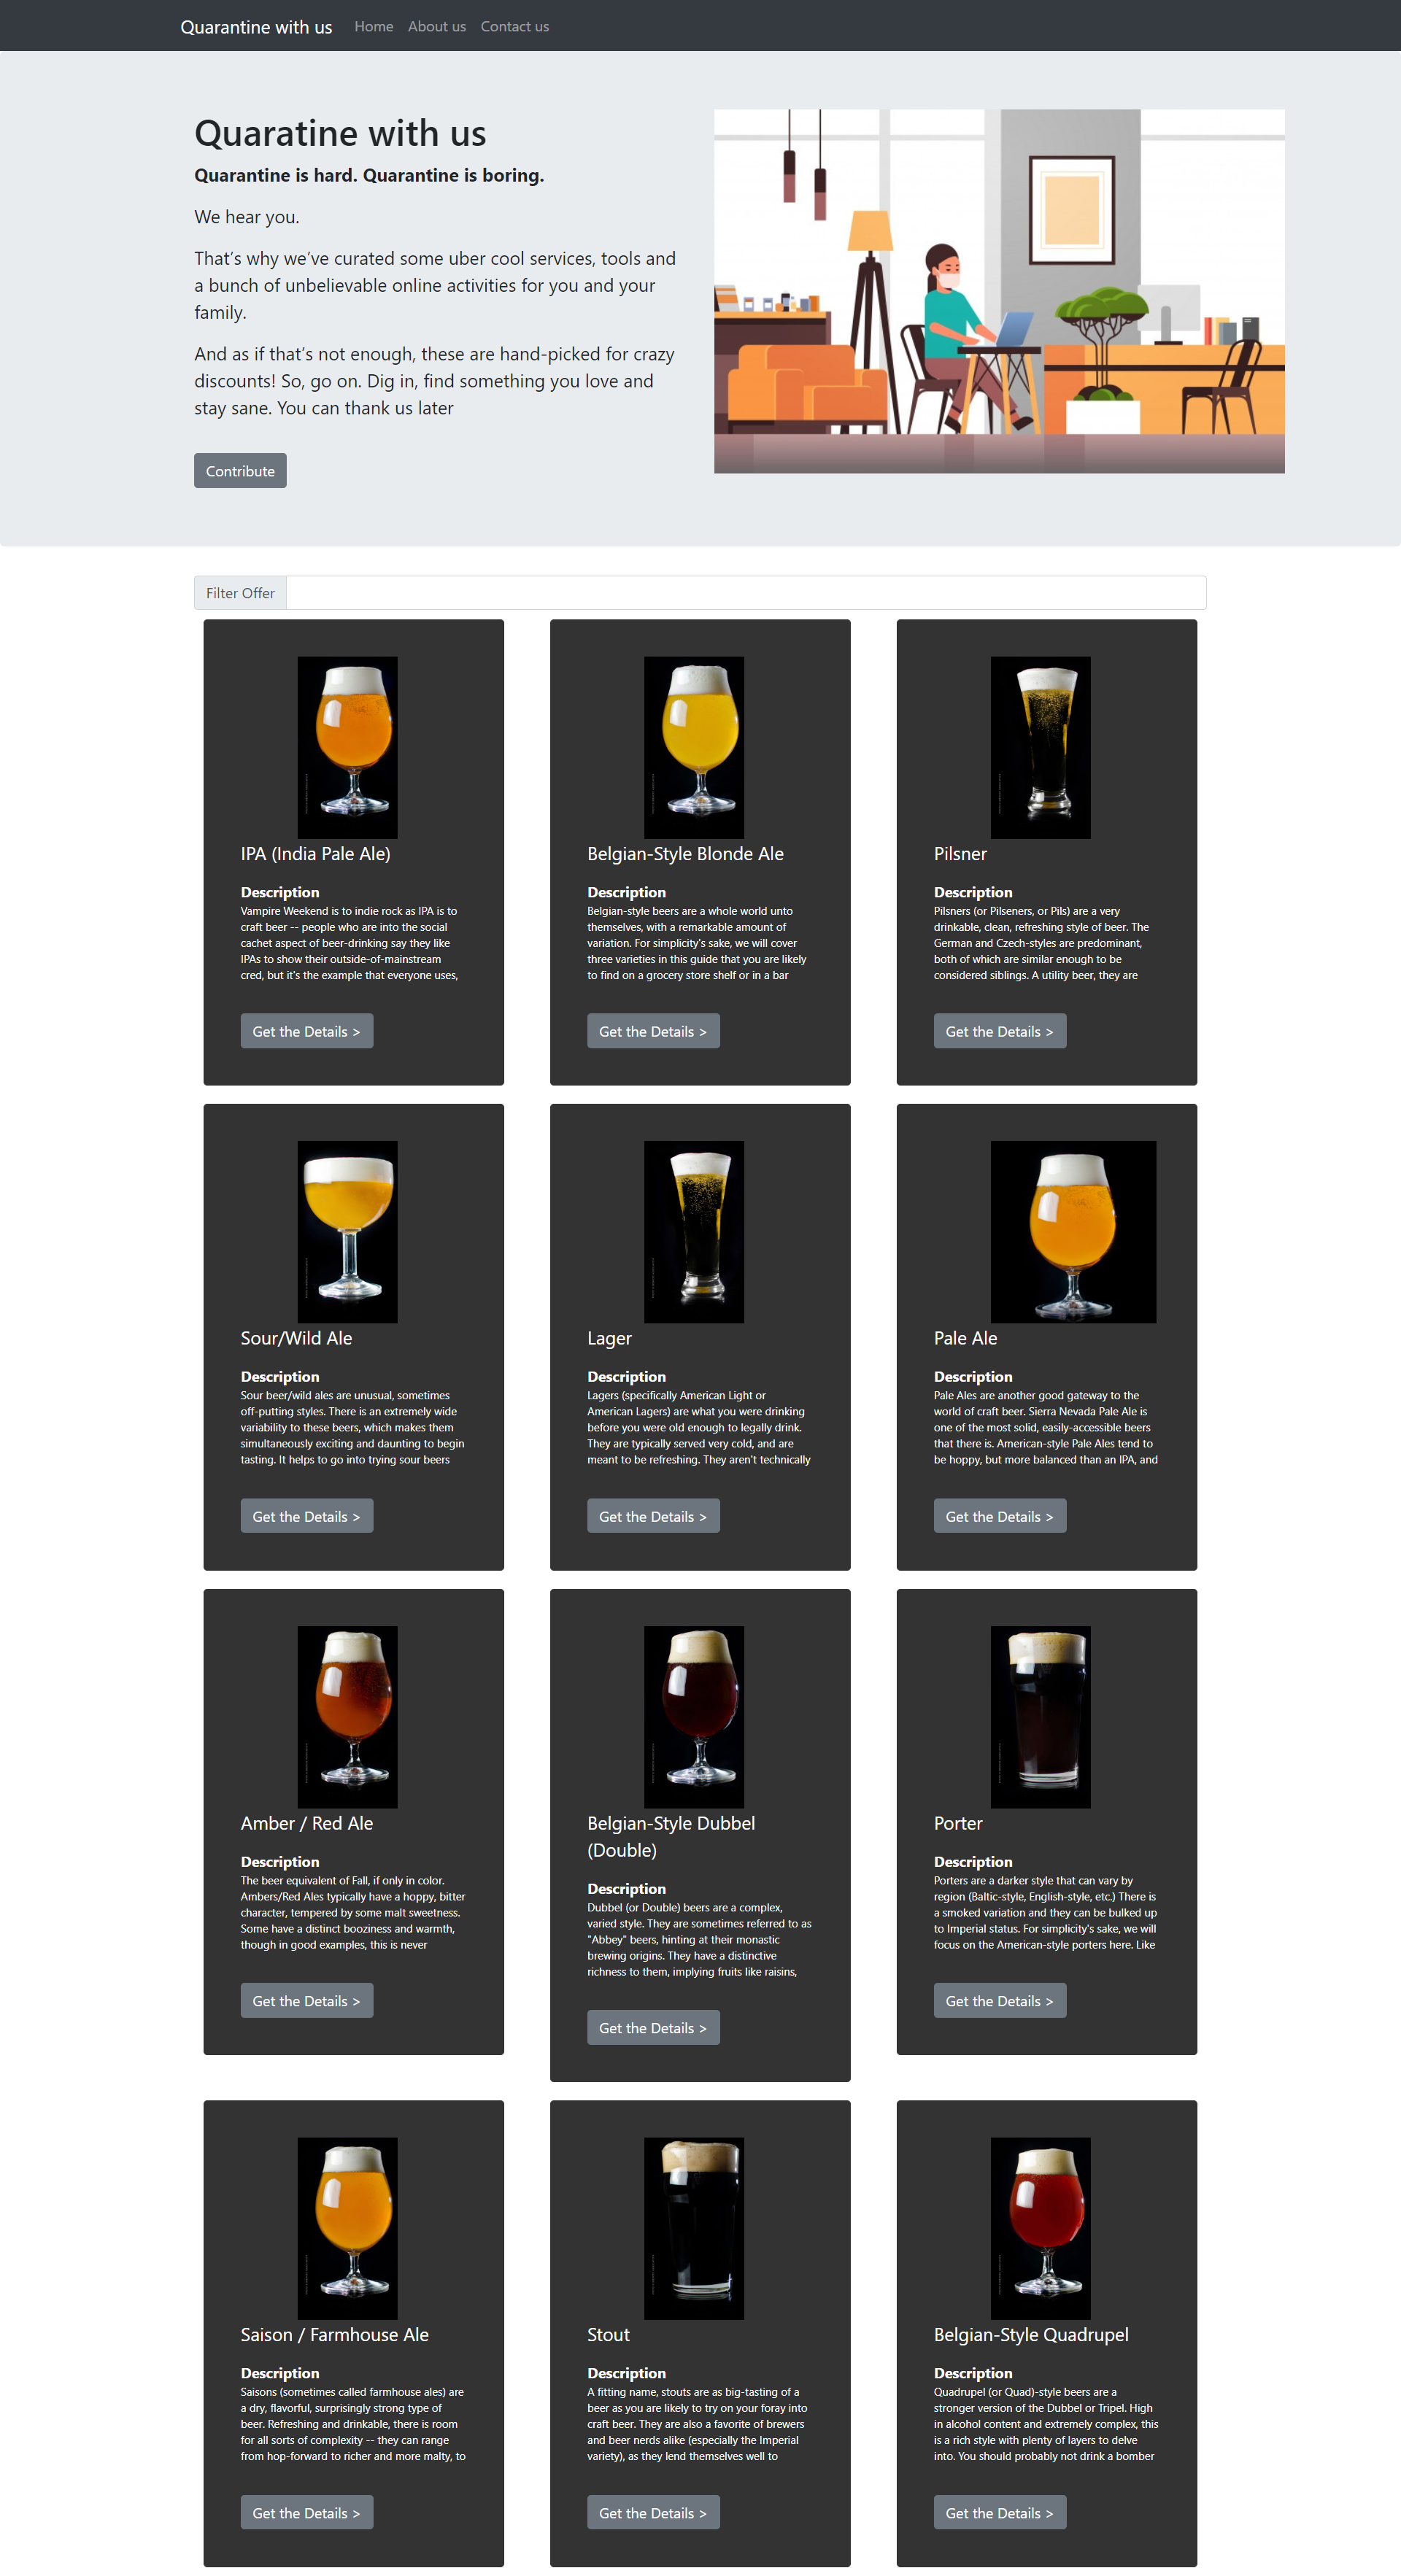 Quarantine with us Home About us Contact us
Quaratine with us
Quarantine is hard. Quarantine is boring.
We hear you.
That's why we've curated some uber cool services, tools and
a bunch of unbelievable online activities for you and your
family.
And as if that's not enough, these are hand-picked for crazy
discounts! So, go on. Dig in, find something you love and
stay sane. You can thank us later
Contribute
Filter Offer
IPA (India Pale Ale)
Description
Vampire Weekend is to indie rock as IPA is to
craft beer -- people who are into the social
cachet aspect of beer-drinking say they like
IPAs to show their outside-of-mainstream
cred, but it's the example that everyone uses,
Get the Details >
Belgian-Style Blonde Ale
Description
Belgian-style beers are a whole world unto
themselves, with a remarkable amount of
variation. For simplicity's sake, we will cover
three varieties in this guide that you are likely
to find on a grocery store shelf or in a bar
Get the Details >
Pilsner
Description
Pilsners (or Pilseners, or Pils) are a very
drinkable, clean, refreshing style of beer. The
German and Czech-styles are predominant,
both of which are similar enough to be
considered siblings. A utility beer, they are
Get the Details >
Sour/Wild Ale
Description
Sour beer/wild ales are unusual, sometimes
off-putting styles. There is an extremely wide
variability to these beers, which makes them
simultaneously exciting and daunting to begin
tasting. It helps to go into trying sour beers
Get the Details >
Lager
Description
Lagers (specifically American Light or
American Lagers) are what you were drinking
before you were old enough to legally drink.
They are typically served very cold, and are
meant to be refreshing. They aren't technically
Get the Details >
Pale Ale
Description
Pale Ales are another good gateway to the
world of craft beer. Sierra Nevada Pale Ale is
one of the most solid, easily-accessible beers
that there is. American-style Pale Ales tend to
be hoppy, but more balanced than an IPA, and
Get the Details >
Amber / Red Ale
Description
The beer equivalent of Fall, if only in color.
Ambers/Red Ales typically have a hoppy, bitter
character, tempered by some malt sweetness.
Some have a distinct booziness and warmth,
though in good examples, this is never
Get the Details >
Belgian-Style Dubbel
(Double)
Description
Dubbel (or Double) beers are a complex,
varied style. They are sometimes referred to as
"Abbey" beers, hinting at their monastic
brewing origins. They have a distinctive
richness to them, implying fruits like raisins,
Get the Details >
Porter
Description
Porters are a darker style that can vary by
region (Baltic-style, English-style, etc.) There is
a smoked variation and they can be bulked up
to Imperial status. For simplicity's sake, we will
focus on the American-style porters here. Like
Get the Details >
Saison / Farmhouse Ale
Description
Saisons (sometimes called farmhouse ales) are
a dry, flavorful, surprisingly strong type of
beer. Refreshing and drinkable, there is room
for all sorts of complexity -- they can range
from hop-forward to richer and more malty, to
Get the Details >
Stout
Description
A fitting name, stouts are as big-tasting of a
beer as you are likely to try on your foray into
craft beer. They are also a favorite of brewers
and beer nerds alike (especially the Imperial
variety), as they lend themselves well to
Get the Details >
Belgian-Style Quadrupel
Description
Quadrupel (or Quad)-style beers are a
stronger version of the Dubbel or Tripel. High
in alcohol content and extremely complex, this
is a rich style with plenty of layers to delve
into. You should probably not drink a bomber
Get the Details >